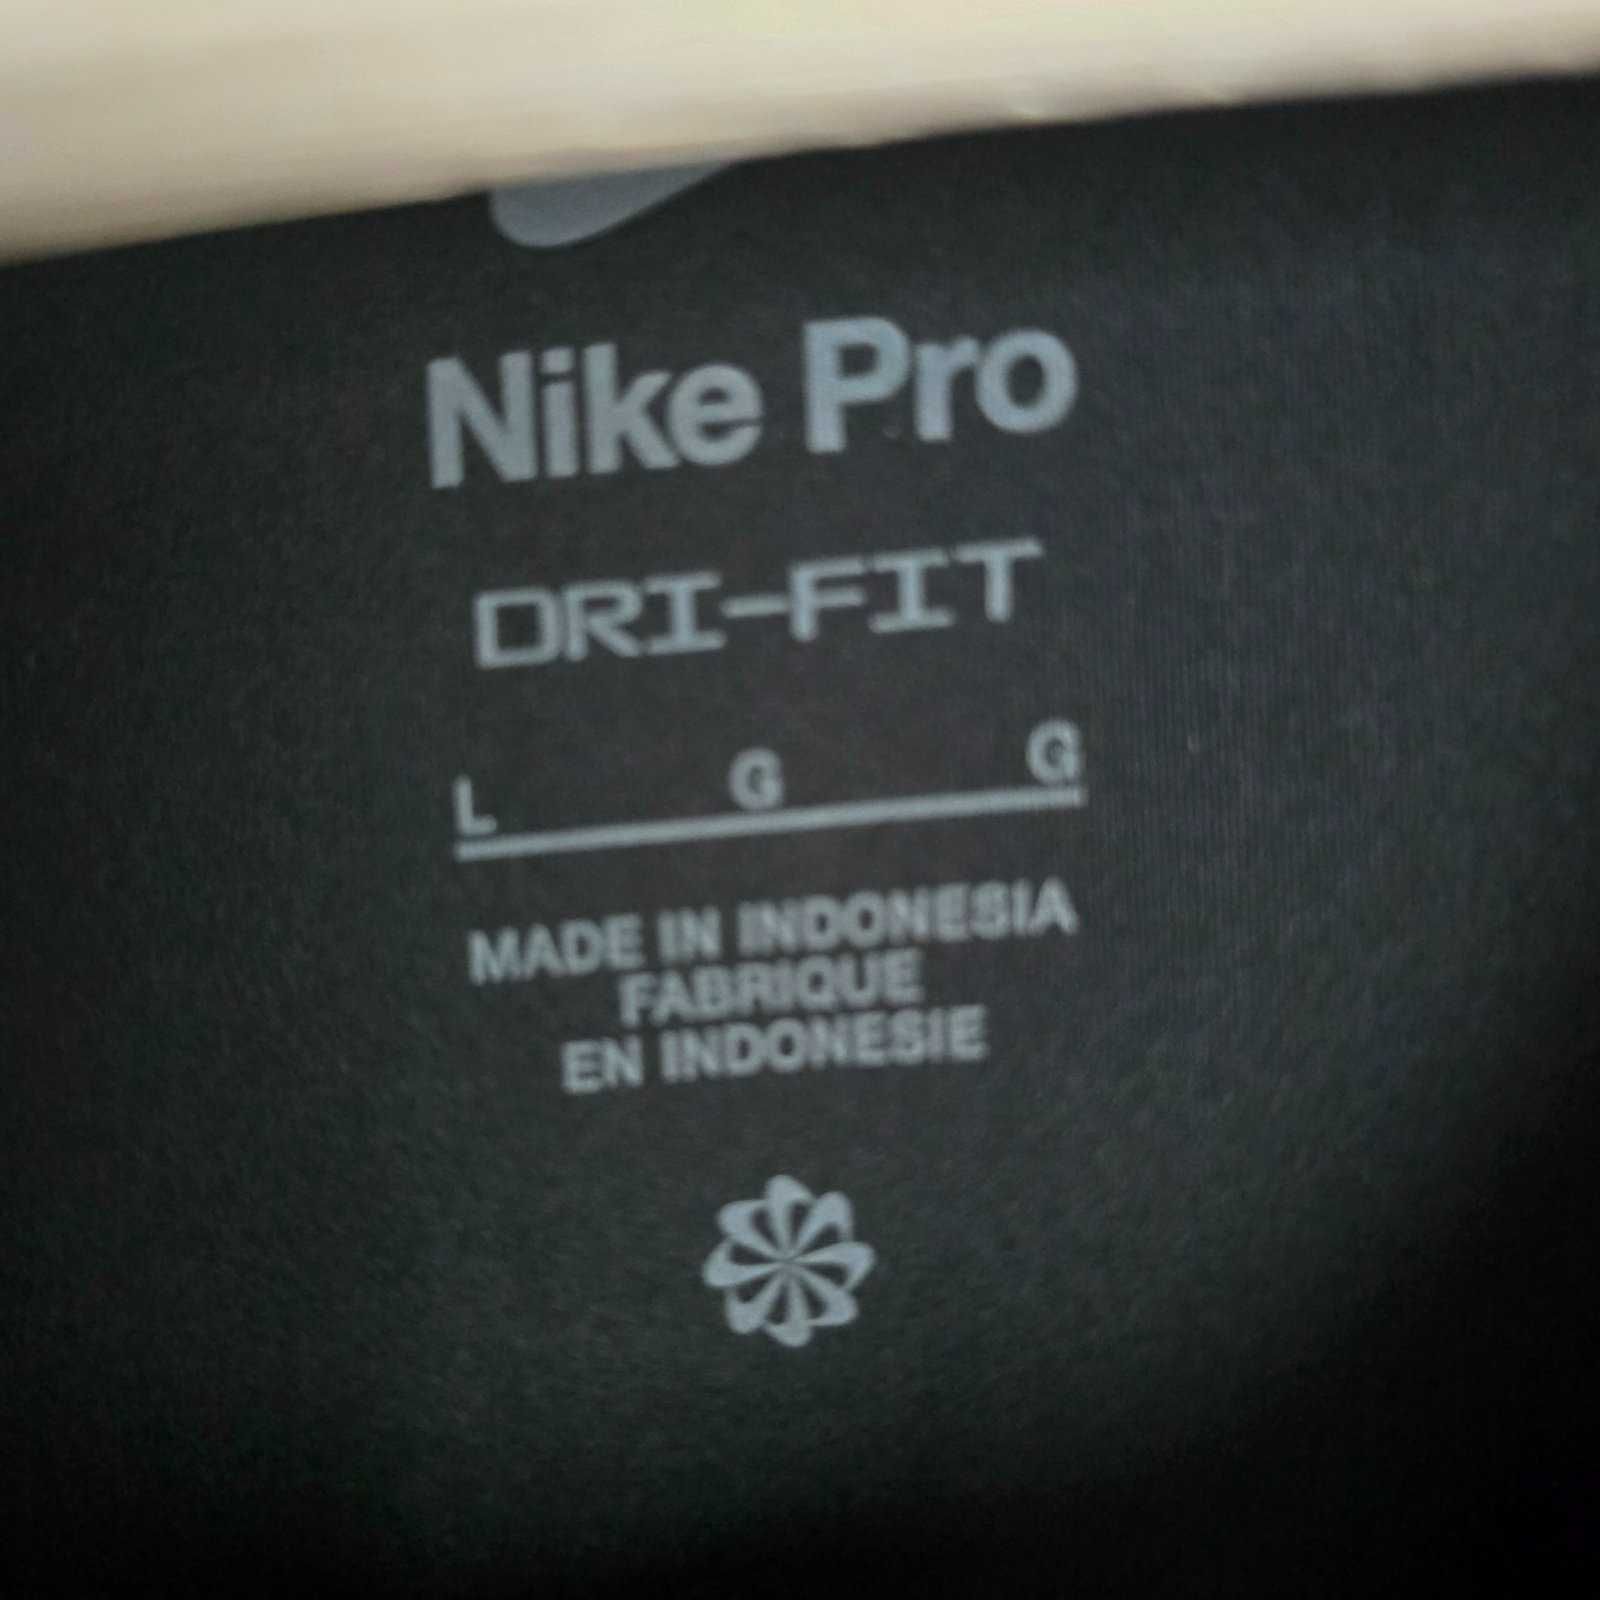 Nike Pro
DRI-FIT
L G G
MADE IN INDONESIA
FABRIQUE
EN INDONESIE